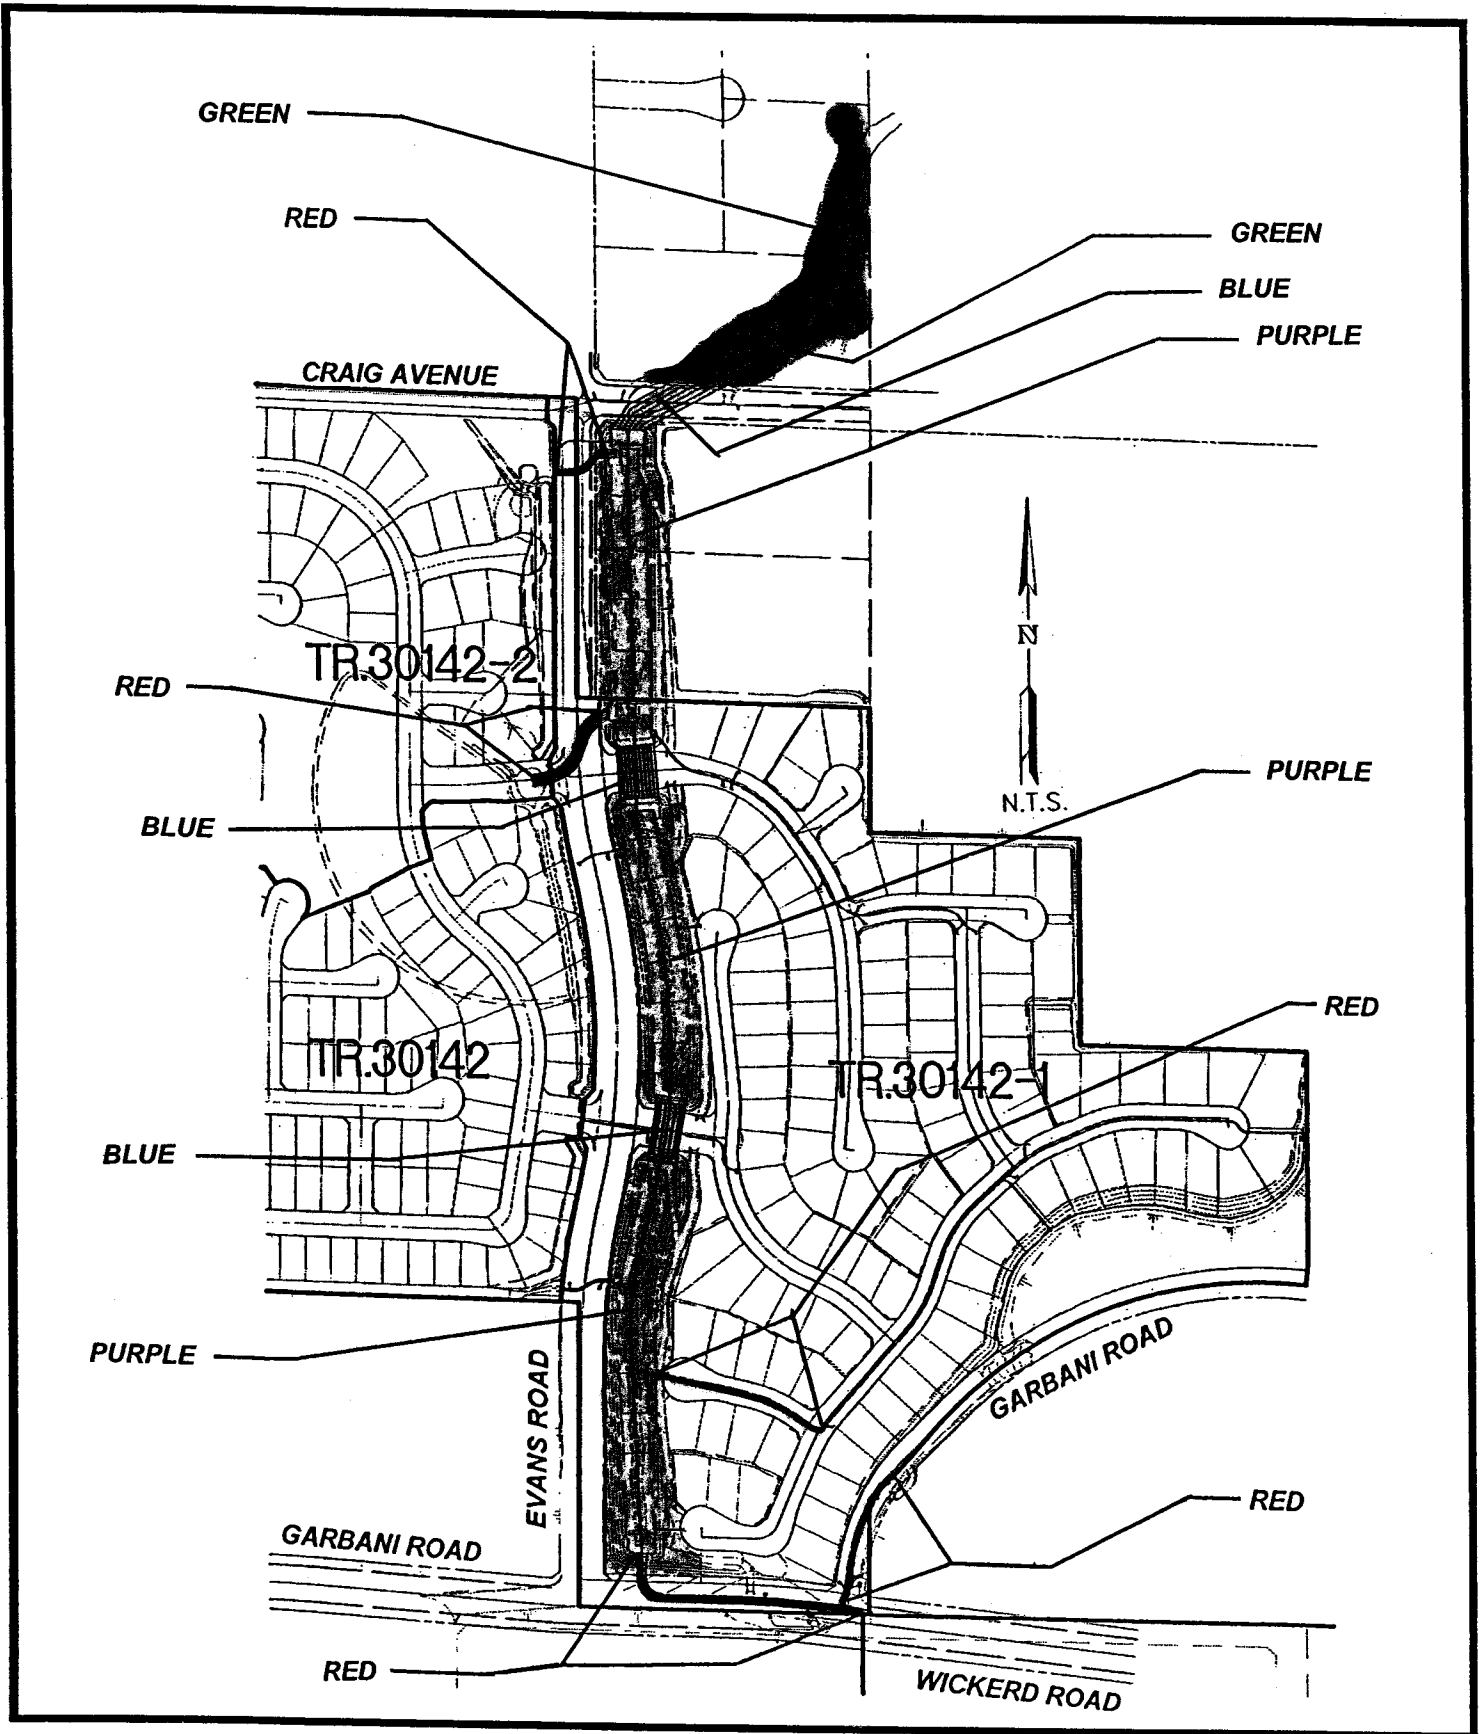 GREEN
RED
GREEN
BLUE
PURPLE
CRAIG AVENUE
N
N.T.S.
TR.30142-2
RED
PURPLE
BLUE
RED
TR.30142
TR.30142-1
BLUE
PURPLE
EVANS ROAD
GARBANI ROAD
RED
GARBANI ROAD
RED
WICKERD ROAD